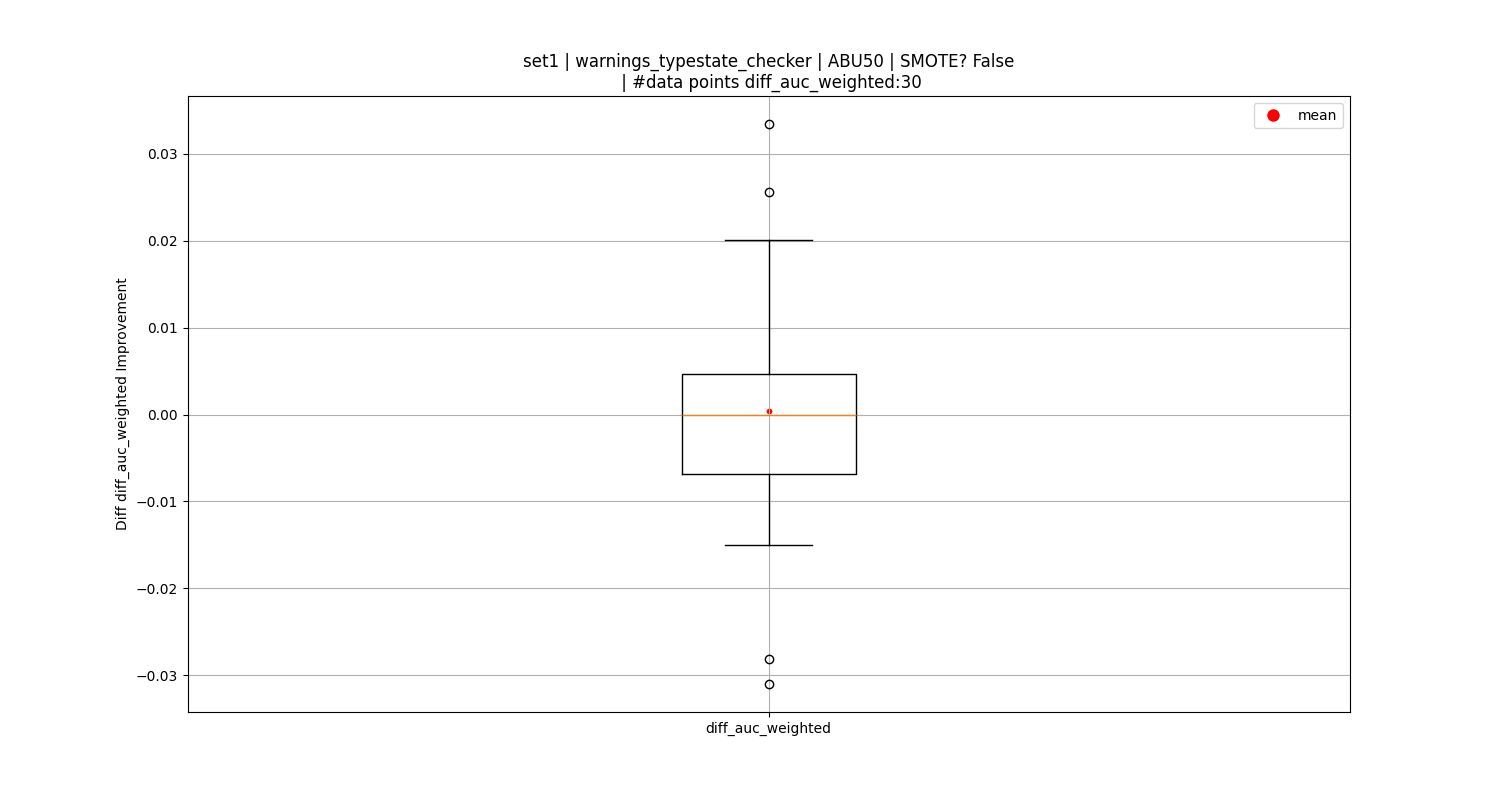 set1 | warnings_typestate_checker | ABU50 | SMOTE? False
| #data points diff_auc_weighted:30
mean
0.03
0.02
0.01
0.00
−0.01
−0.02
−0.03
Diff diff_auc_weighted Improvement
diff_auc_weighted